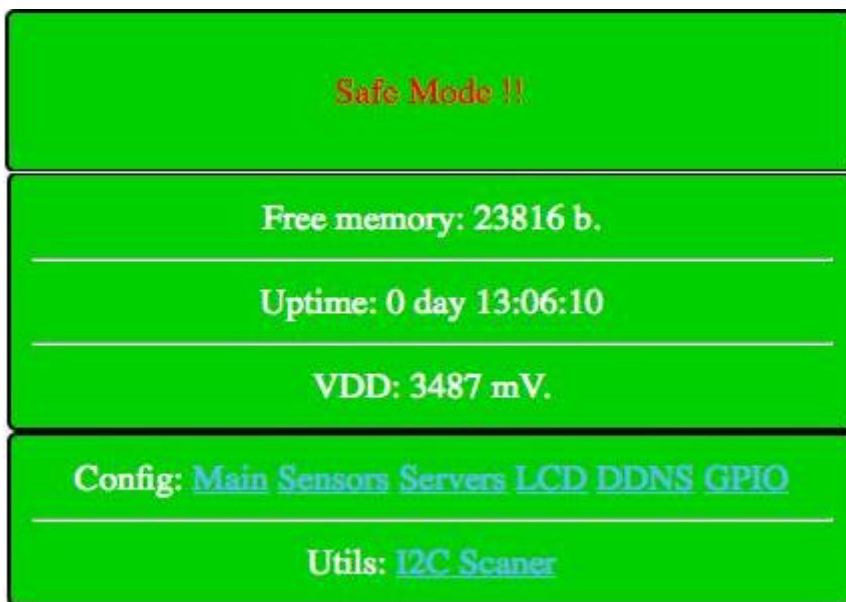 Safe Mode !!
Free memory: 23816 b.
Uptime: 0 day 13:06:10
VDD: 3487 mV.
Config: Main Sensors Servers LCD DDNS GPIO
Utils: I2C Scaner